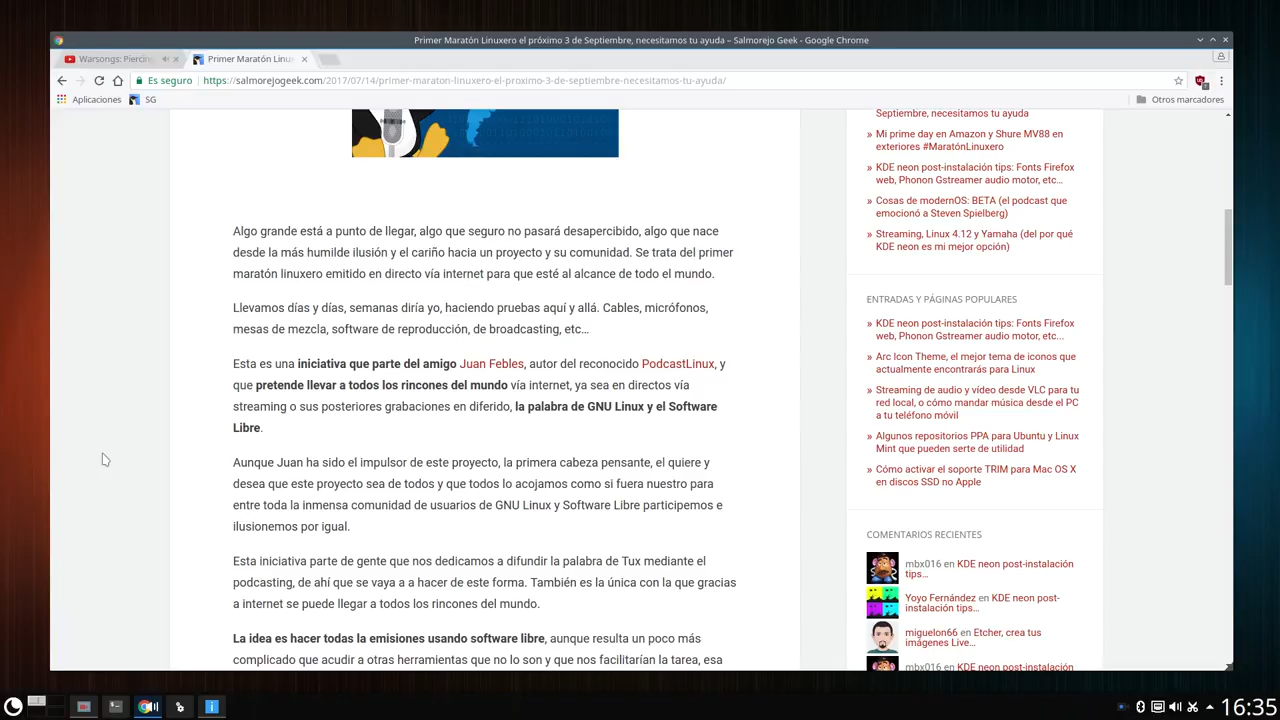 Primer Maratón Linuxero el próximo 3 de Septiembre, necesitamos tu ayuda – Salmorejo Geek - Google Chrome
Warsongs: Piercing
Primer Maratón Linux
Es seguro
https://salmorejogeek.com/2017/07/14/primer-maraton-linuxero-el-proximo-3-de-septiembre-necesitamos-tu-ayuda/
Aplicaciones
SG
Otros marcadores
Algo grande está a punto de llegar, algo que seguro no pasará desapercibido, algo que nace
desde la más humilde ilusión y el cariño hacia un proyecto y su comunidad. Se trata del primer
maratón linuxero emitido en directo vía internet para que esté al alcance de todo el mundo.
Llevamos días y días, semanas diría yo, haciendo pruebas aquí y allá. Cables, micrófonos,
mesas de mezcla, software de reproducción, de broadcasting, etc…
Esta es una iniciativa que parte del amigo Juan Febles, autor del reconocido PodcastLinux, y
que pretende llevar a todos los rincones del mundo vía internet, ya sea en directos vía
streaming o sus posteriores grabaciones en diferido, la palabra de GNU Linux y el Software
Libre.
Aunque Juan ha sido el impulsor de este proyecto, la primera cabeza pensante, el quiere y
desea que este proyecto sea de todos y que todos lo acojamos como si fuera nuestro para
entre toda la inmensa comunidad de usuarios de GNU Linux y Software Libre participemos e
ilusionemos por igual.
Esta iniciativa parte de gente que nos dedicamos a difundir la palabra de Tux mediante el
podcasting, de ahí que se vaya a a hacer de este forma. También es la única con la que gracias
a internet se puede llegar a todos los rincones del mundo.
La idea es hacer todas la emisiones usando software libre, aunque resulta un poco más
complicado que acudir a otras herramientas que no lo son y que nos facilitarían la tarea, esa
Septiembre, necesitamos tu ayuda
» Mi prime day en Amazon y Shure MV88 en
exteriores #MaratónLinuxero
» KDE neon post-instalación tips: Fonts Firefox
web, Phonon Gstreamer audio motor, etc…
» Cosas de modernOS: BETA (el podcast que
emocionó a Steven Spielberg)
» Streaming, Linux 4.12 y Yamaha (del por qué
KDE neon es mi mejor opción)
ENTRADAS Y PÁGINAS POPULARES
» KDE neon post-instalación tips: Fonts Firefox
web, Phonon Gstreamer audio motor, etc...
» Arc Icon Theme, el mejor tema de iconos que
actualmente encontrarás para Linux
» Streaming de audio y vídeo desde VLC para tu
red local, o cómo mandar música desde el PC
a tu teléfono móvil
» Algunos repositorios PPA para Ubuntu y Linux
Mint que pueden serte de utilidad
» Cómo activar el soporte TRIM para Mac OS X
en discos SSD no Apple
COMENTARIOS RECIENTES
mbx016 en KDE neon post-instalación
tips…
Yoyo Fernández en KDE neon post-
instalación tips…
miguelon66 en Etcher, crea tus
imágenes Live…
mbx016 en KDE neon post-instalación
16:35